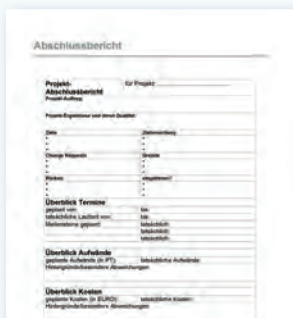 Abschlussbericht
Projekt- für Projekt:
Abschlussbericht
Projekt-Auftrag:
Projekt-Ergebnisse und deren Qualität:
Ziele Zielerreichung
Change Requests Gründe
Risiken eingetreten?
Überblick Termine
geplant von: bis:
tatsächliche Laufzeit von: bis:
Meilensteine geplant: tatsächlich:
tatsächlich:
tatsächlich:
Überblick Aufwände
geplante Aufwände (in PT): tatsächliche Aufwände:
Hintergründe/besondere Abweichungen
Überblick Kosten
geplante Kosten (in EURO): tatsächliche Kosten:
Hintergründe/besondere Abweichungen